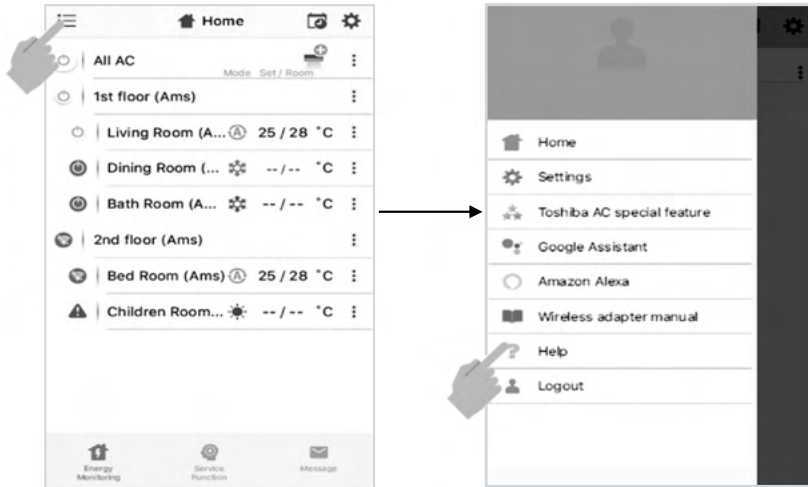 Home
All AC
Mode Set / Room
1st floor (Ams)
Living Room (A... A 25 / 28 °C
Dining Room (... -- / -- °C
Bath Room (A... -- / -- °C
2nd floor (Ams)
Bed Room (Ams) A 25 / 28 °C
Children Room... -- / -- °C
Energy
Monitoring
Service
Function
Message
Home
Settings
Toshiba AC special feature
Google Assistant
Amazon Alexa
Wireless adapter manual
Help
Logout